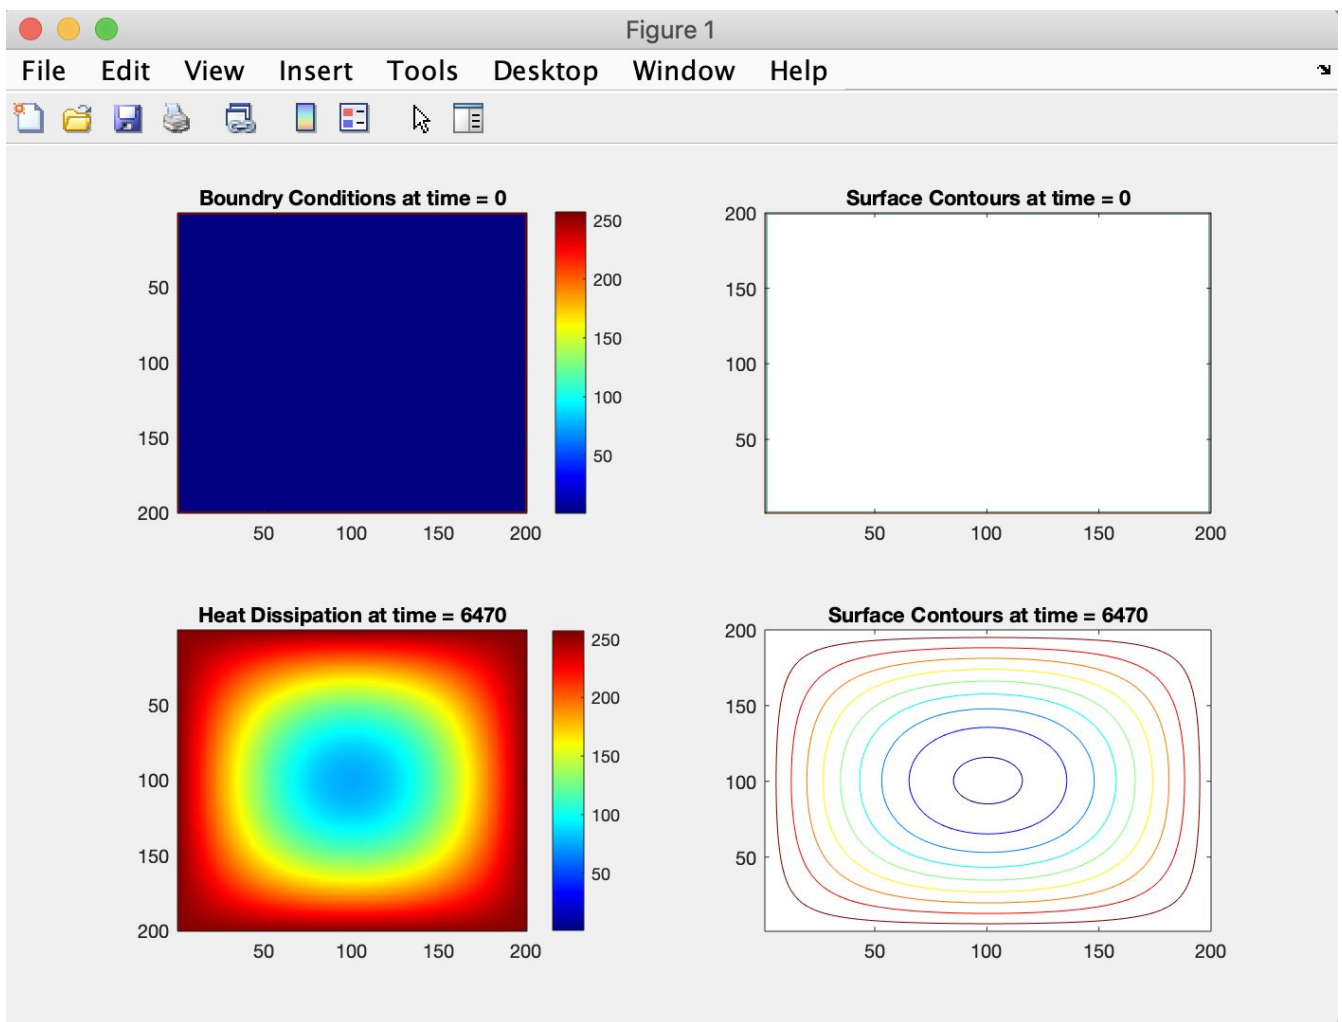 Figure 1
File Edit View Insert Tools Desktop Window Help
Boundry Conditions at time = 0
50
100
150
200
50 100 150 200
250
200
150
100
50
Surface Contours at time = 0
200
150
100
50
50 100 150 200
Heat Dissipation at time = 6470
50
100
150
200
50 100 150 200
250
200
150
100
50
Surface Contours at time = 6470
200
150
100
50
50 100 150 200